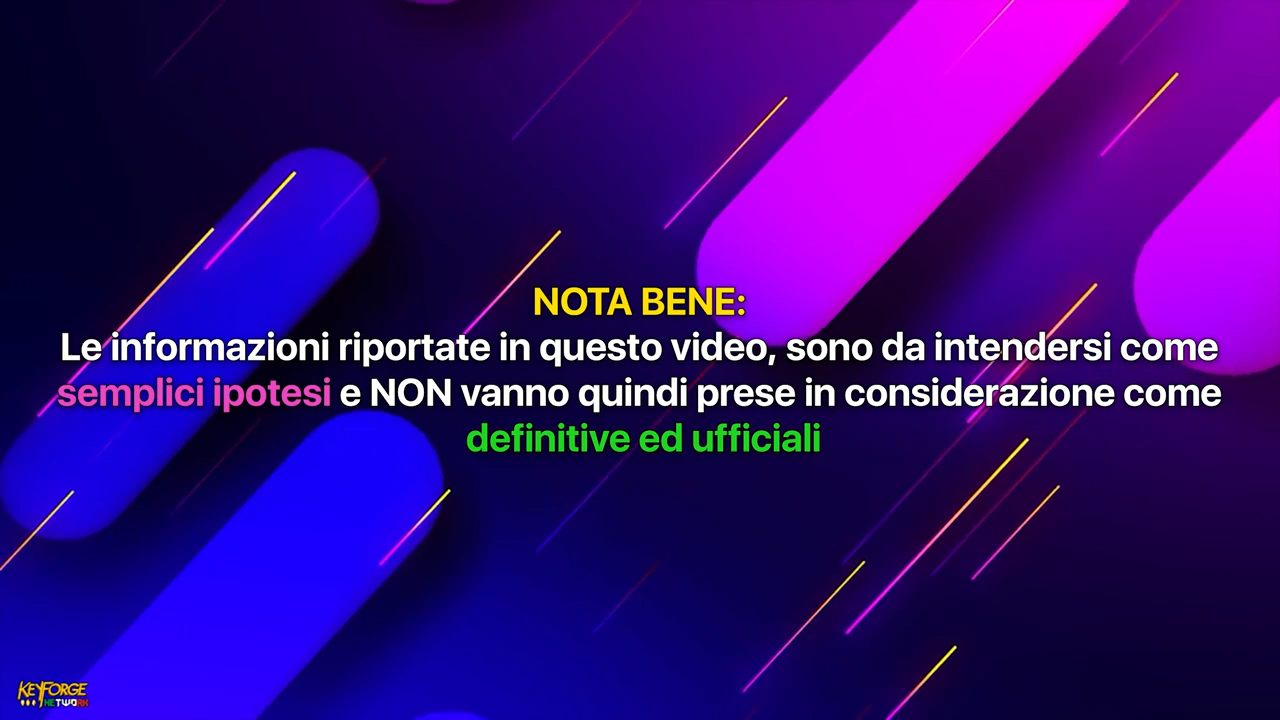 NOTA BENE:
Le informazioni riportate in questo video, sono da intendersi come
semplici ipotesi e NON vanno quindi prese in considerazione come
definitive ed ufficiali
KEYFORGE
NETWORK